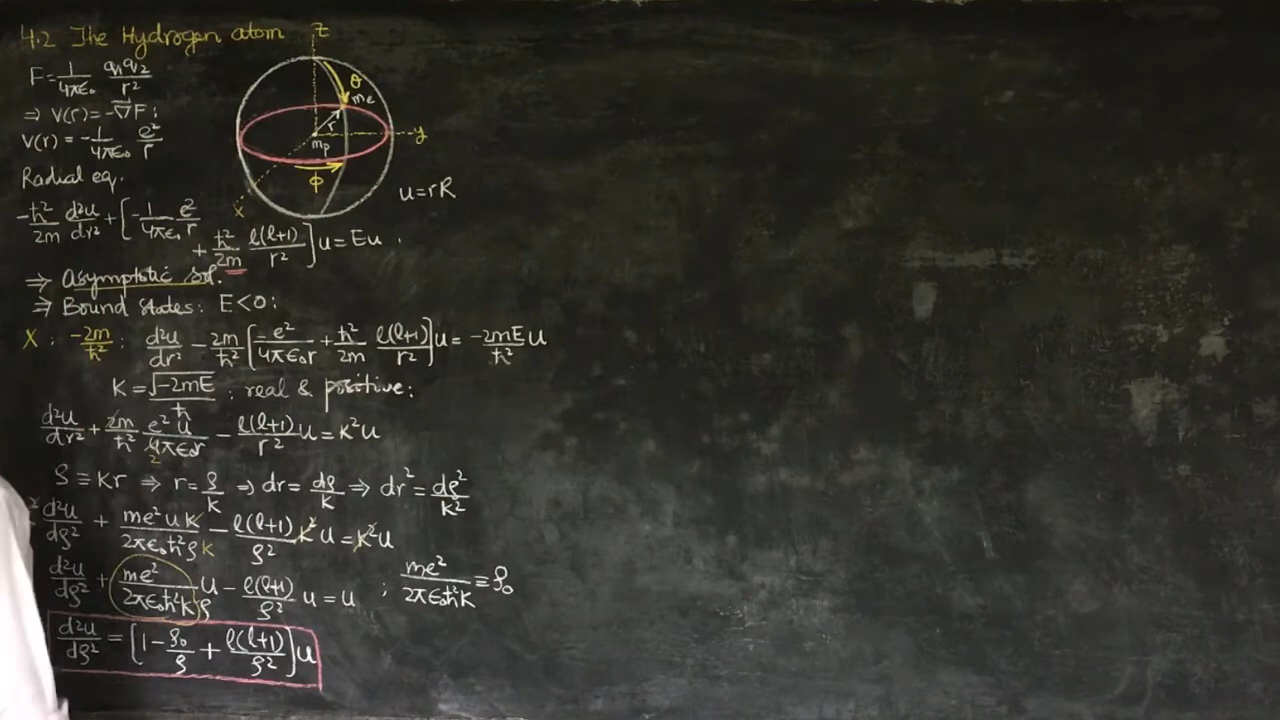 4.2 The Hydrogen atom
F = 1/4πε₀ q₁q₂/r²
⇒ V(r) = -∇⃗F :
V(r) = -1/4πε₀ e²/r
Radial eq.
z
θ
mₑ
r
mₚ
y
ϕ
x
u = rR
-ħ²/2m d²u/dr² + [-1/4πε₀ e²/r
+ ħ²/2m l(l+1)/r²]u = Eu .
⇒ Asymptotic Sol.
⇒ Bound States: E<0:
X : -2m/ħ² : d²u/dr² - 2m/ħ² [-e²/4πε₀r + ħ²/2m l(l+1)/r²]u = -2mE/ħ² u
K = √-2mE/ħ ; real & positive:
d²u/dr² + 2m/ħ² e²u/4πε₀r - l(l+1)/r² u = K²u
2
ρ ≡ Kr ⇒ r = ρ/K ⇒ dr = dρ/K ⇒ dr² = dρ²/K²
² d²u/dρ² + me²uK/2πε₀ħ²ρK - l(l+1)/ρ² K²u = K²u
d²u/dρ² + me²/2πε₀ħ²K u/ρ - l(l+1)/ρ² u = u ; me²/2πε₀ħ²K ≡ ρ₀
d²u/dρ² = [1 - ρ₀/ρ + l(l+1)/ρ²]u